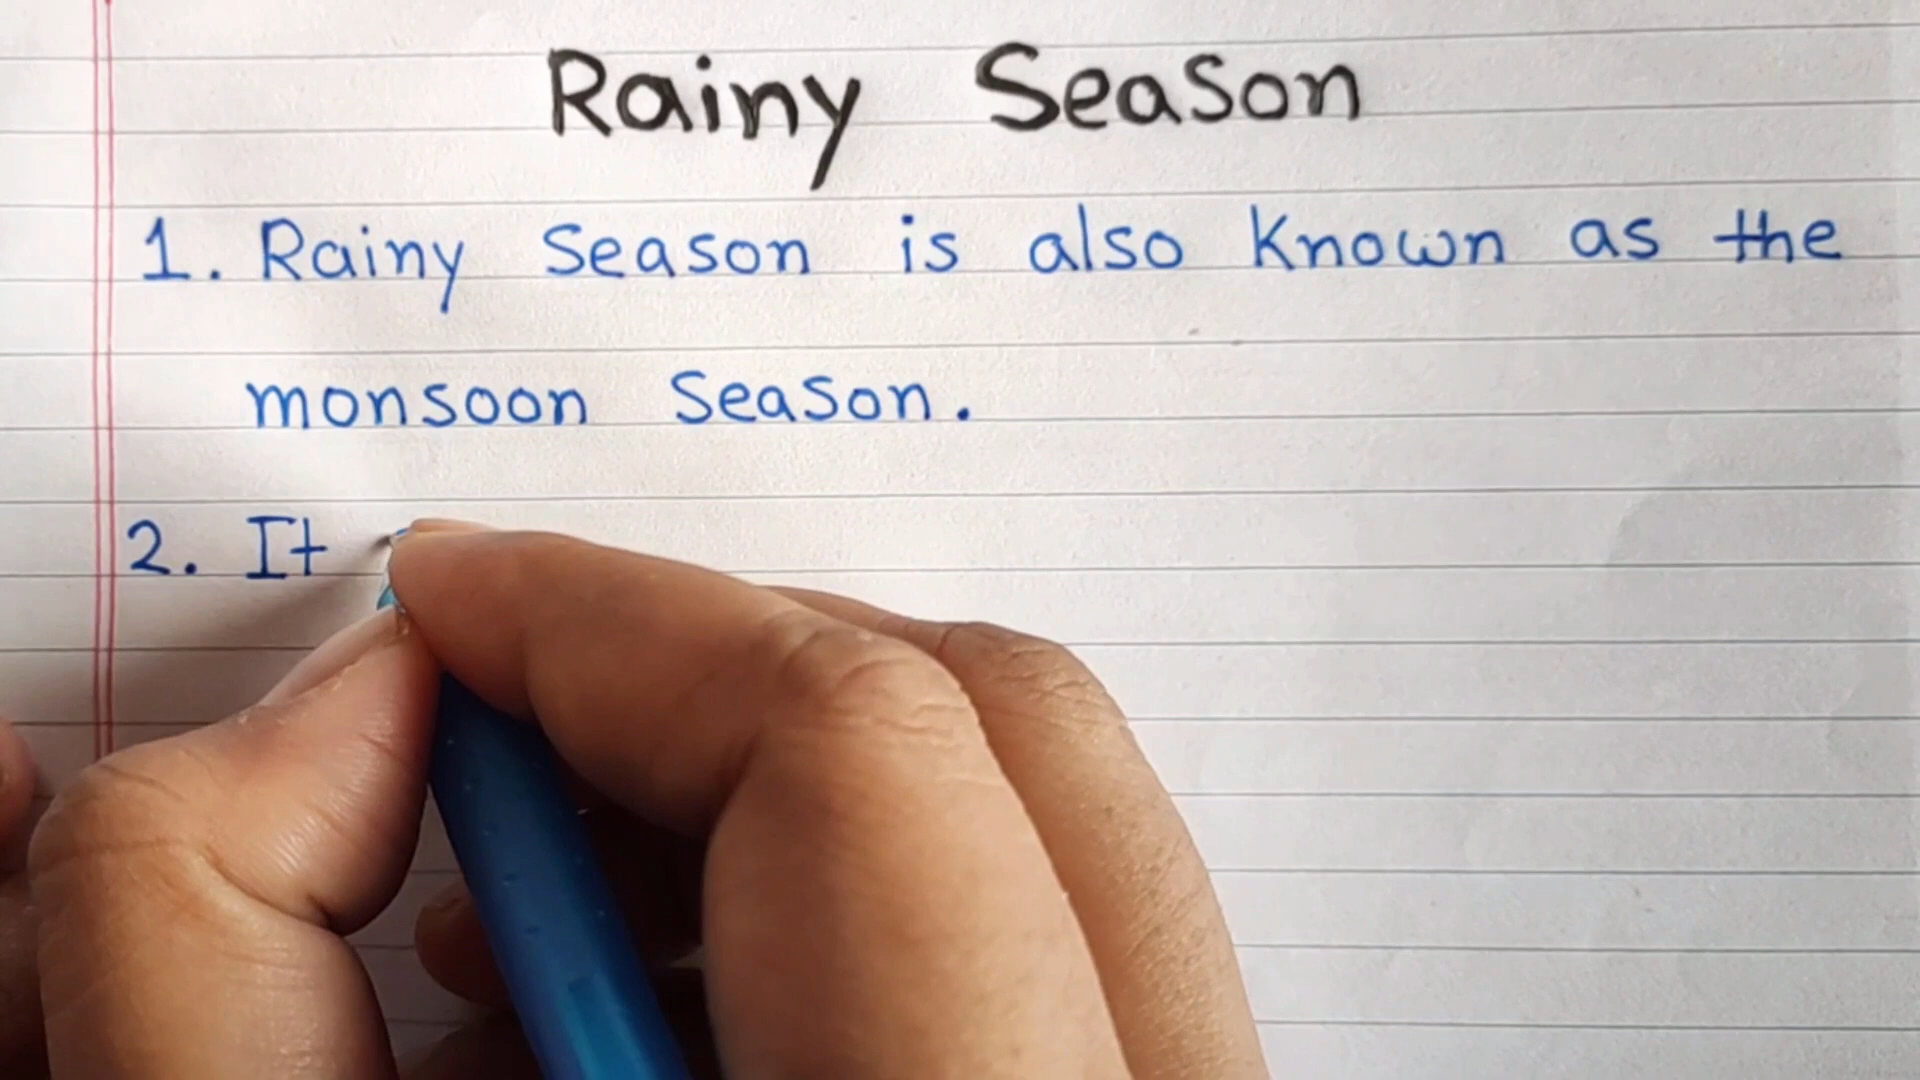 Rainy Season
1. Rainy Season is also Known as the
monsoon Season.
2. It